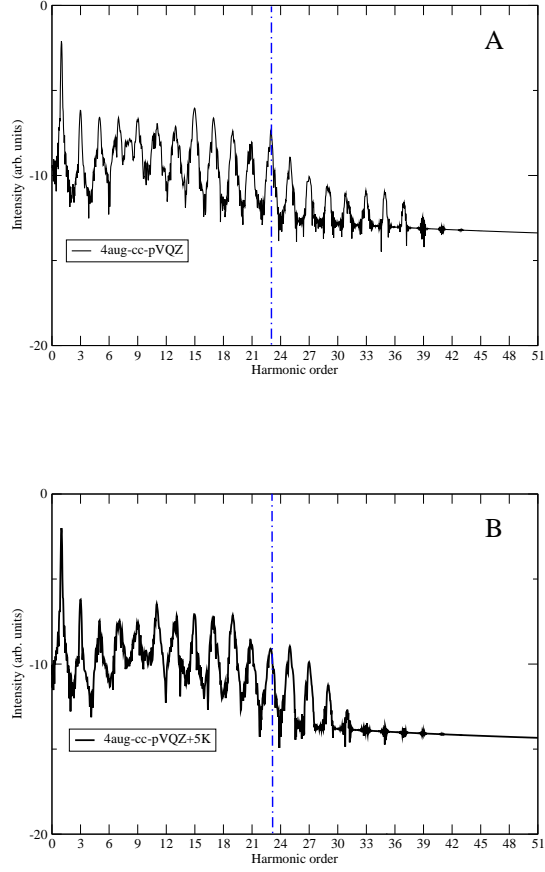 0
A
Intensity (arb. units)
-10
4aug-cc-pVQZ
-20
0 3 6 9 12 15 18 21 24 27 30 33 36 39 42 45 48 51
Harmonic order
0
B
Intensity (arb. units)
-10
4aug-cc-pVQZ+5K
-20
0 3 6 9 12 15 18 21 24 27 30 33 36 39 42 45 48 51
Harmonic order